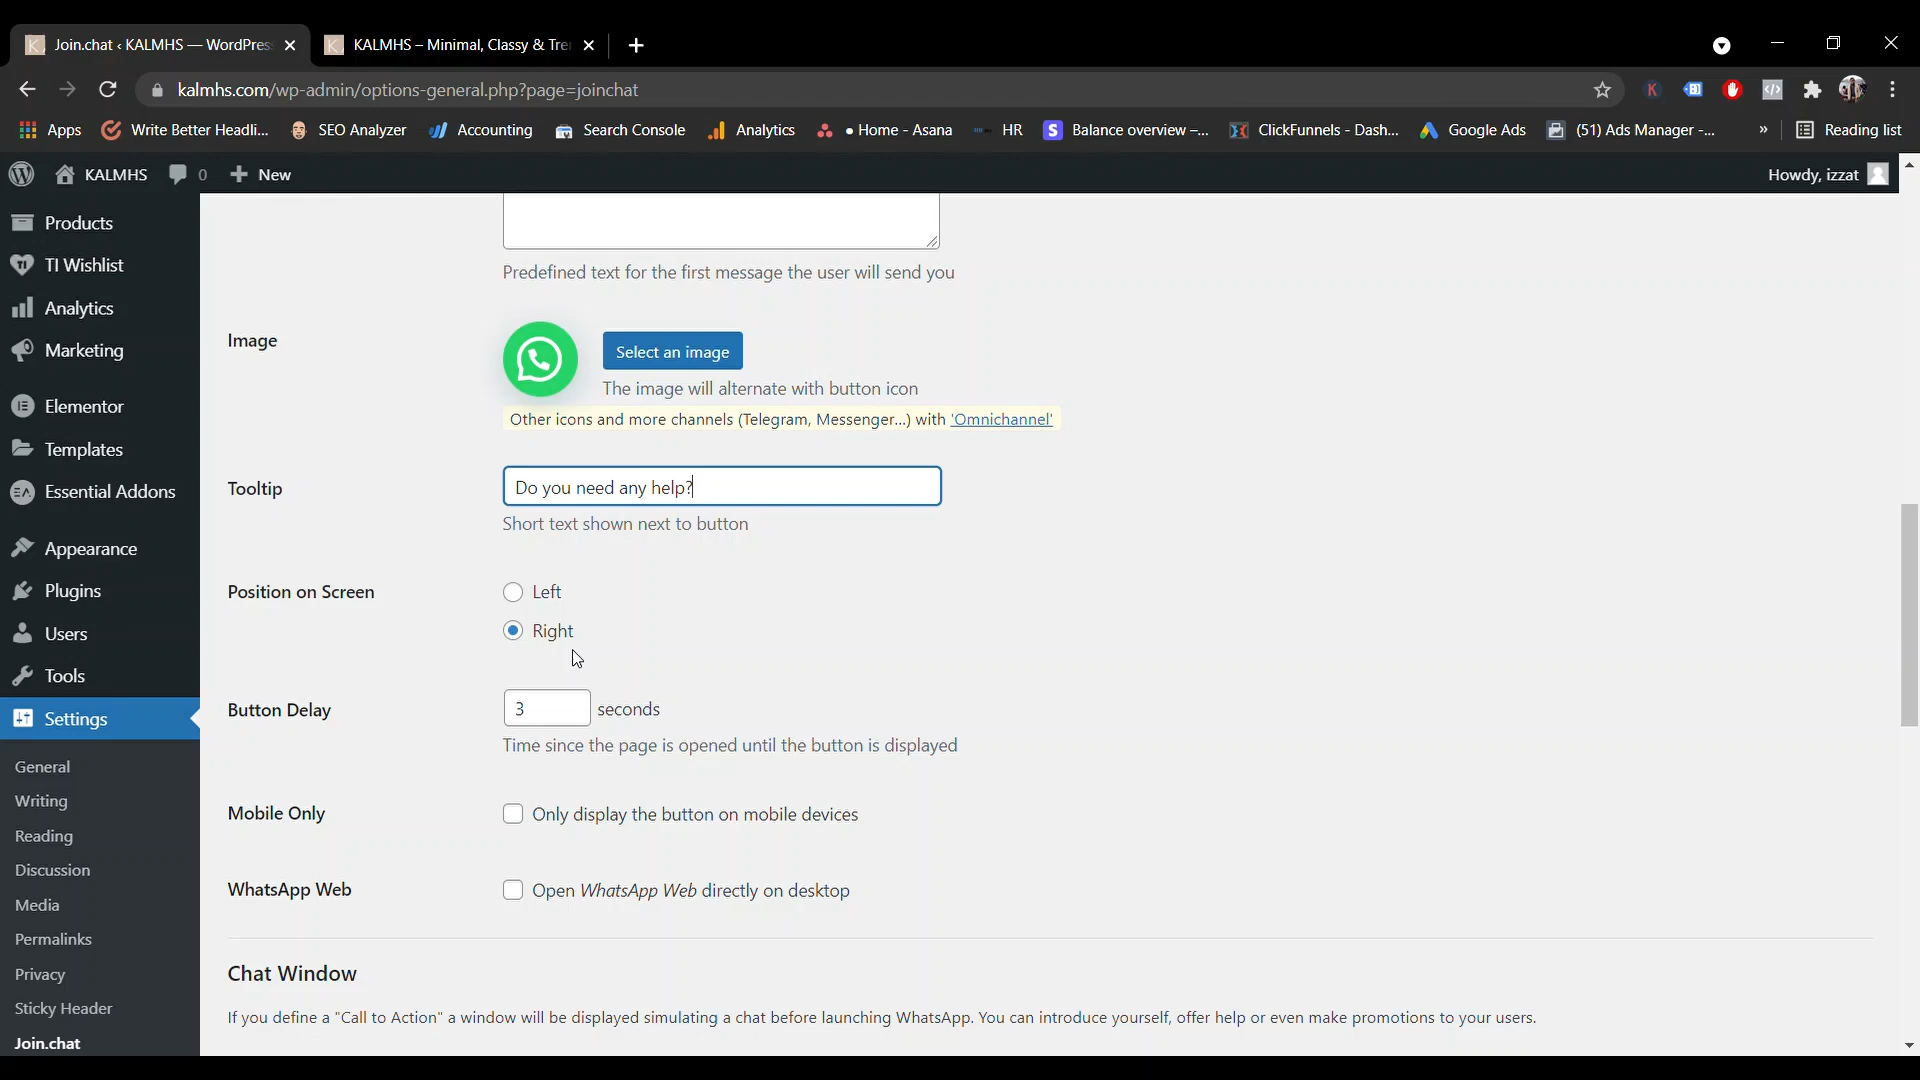 Join.chat ‹ KALMHS — WordPres
KALMHS – Minimal, Classy & Tre
kalmhs.com/wp-admin/options-general.php?page=joinchat
Apps
Write Better Headli...
SEO Analyzer
Accounting
Search Console
Analytics
• Home - Asana
HR
Balance overview –...
ClickFunnels - Dash...
Google Ads
(51) Ads Manager -...
»
Reading list
KALMHS
0
New
Howdy, izzat
Products
TI Wishlist
Analytics
Marketing
Elementor
Templates
Essential Addons
Appearance
Plugins
Users
Tools
Settings
General
Writing
Reading
Discussion
Media
Permalinks
Privacy
Sticky Header
Join.chat
Predefined text for the first message the user will send you
Image
Select an image
The image will alternate with button icon
Other icons and more channels (Telegram, Messenger...) with 'Omnichannel'
Tooltip
Do you need any help?
Short text shown next to button
Position on Screen
Left
Right
Button Delay
3 seconds
Time since the page is opened until the button is displayed
Mobile Only
Only display the button on mobile devices
WhatsApp Web
Open WhatsApp Web directly on desktop
Chat Window
If you define a "Call to Action" a window will be displayed simulating a chat before launching WhatsApp. You can introduce yourself, offer help or even make promotions to your users.